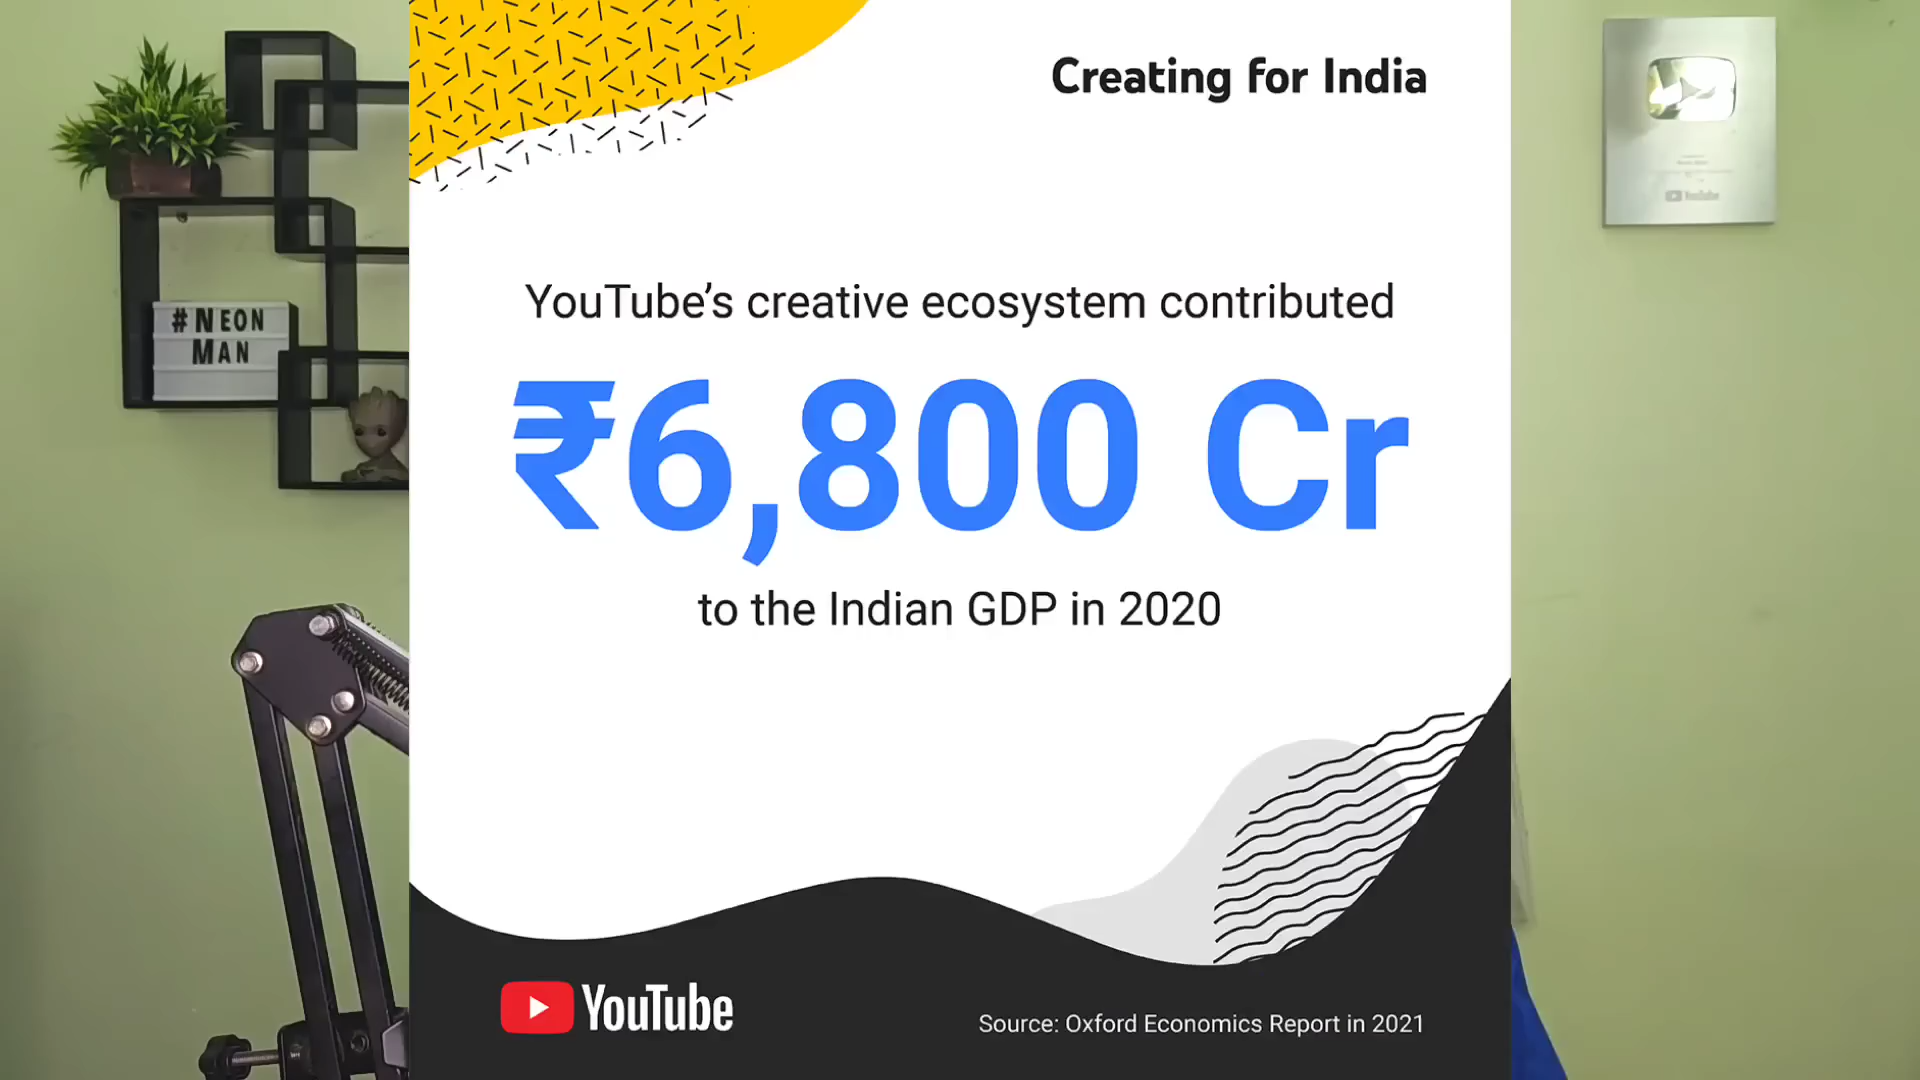 Creating for India
#NEON
MAN
YouTube
YouTube’s creative ecosystem contributed
₹6,800 Cr
to the Indian GDP in 2020
YouTube
Source: Oxford Economics Report in 2021